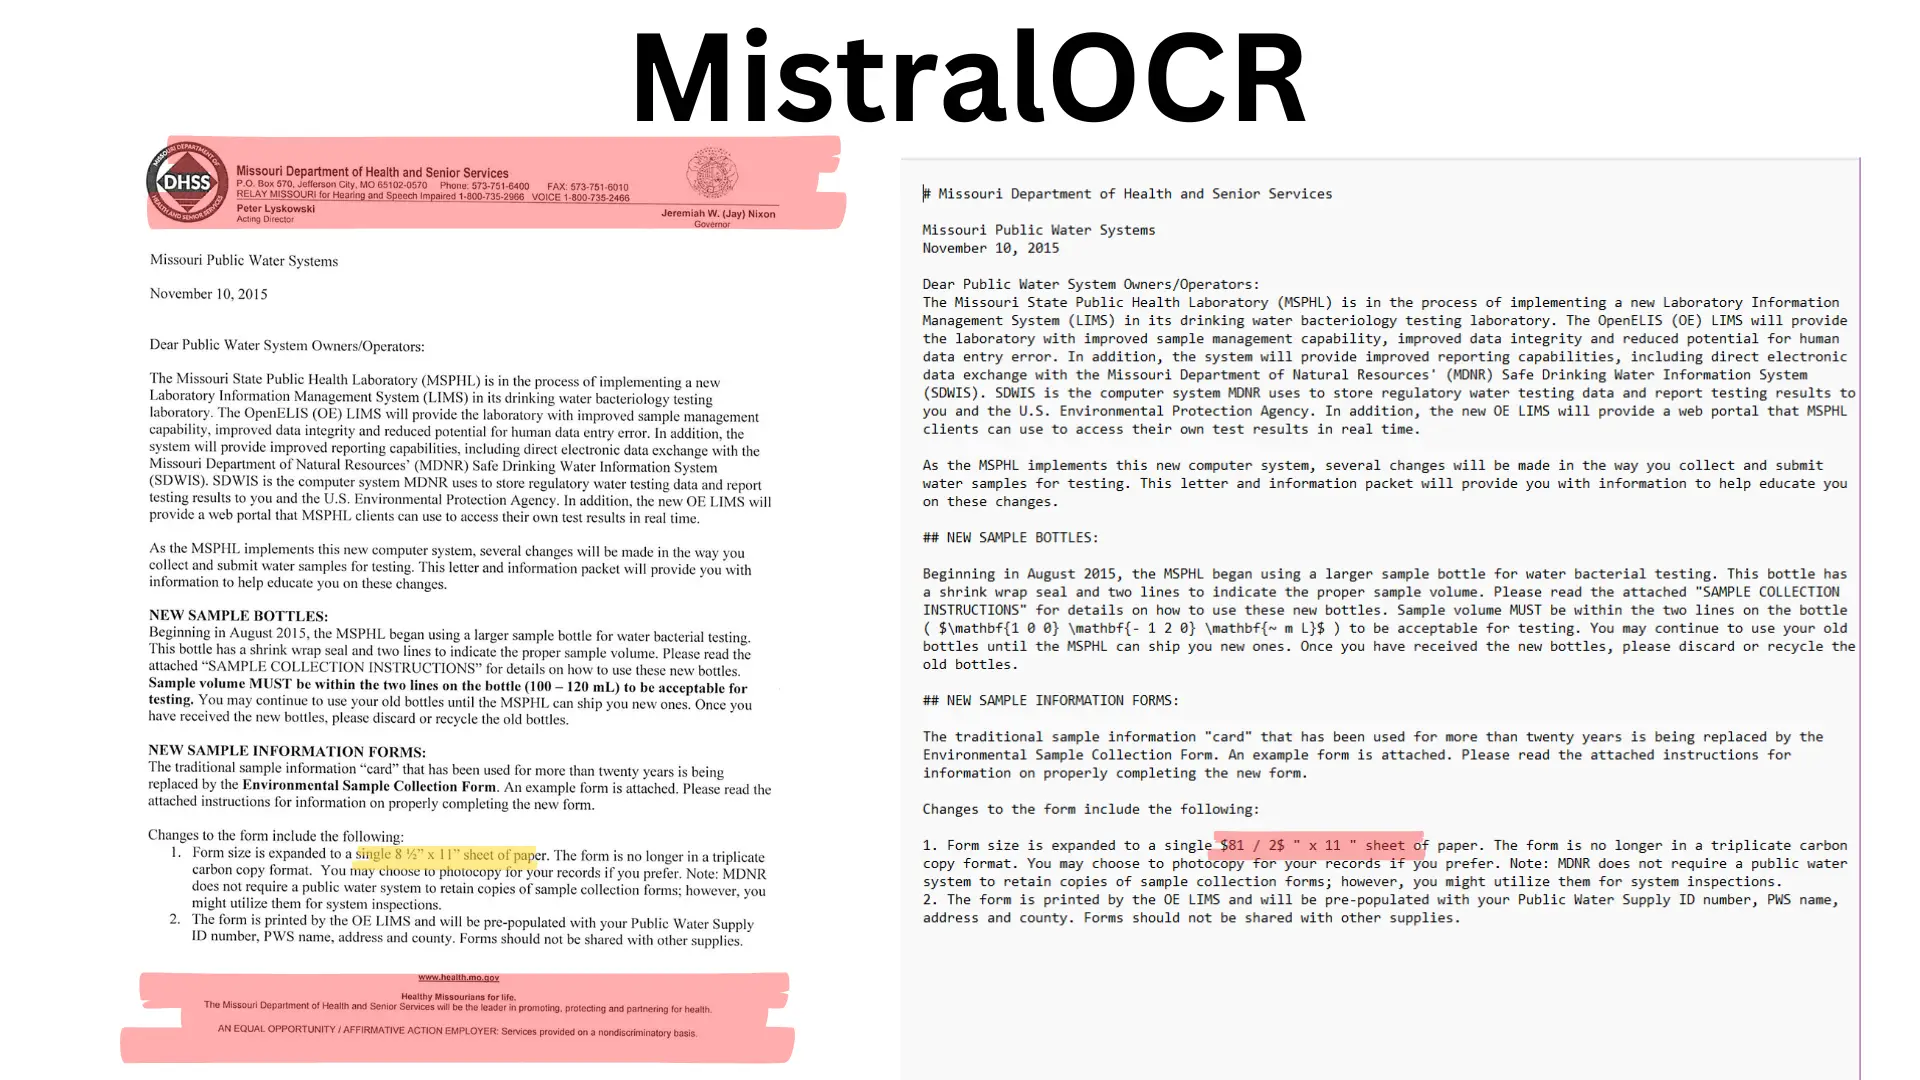 MistralOCR
MISSOURI DEPARTMENT OF
DHSS
HEALTH AND SENIOR SERVICES
Missouri Department of Health and Senior Services
P.O. Box 570, Jefferson City, MO 65102-0570 Phone: 573-751-6400 FAX: 573-751-6010
RELAY MISSOURI for Hearing and Speech Impaired 1-800-735-2966 VOICE 1-800-735-2466
Peter Lyskowski
Acting Director
Jeremiah W. (Jay) Nixon
Governor
Missouri Public Water Systems
November 10, 2015
Dear Public Water System Owners/Operators:
The Missouri State Public Health Laboratory (MSPHL) is in the process of implementing a new
Laboratory Information Management System (LIMS) in its drinking water bacteriology testing
laboratory. The OpenELIS (OE) LIMS will provide the laboratory with improved sample management
capability, improved data integrity and reduced potential for human data entry error. In addition, the
system will provide improved reporting capabilities, including direct electronic data exchange with the
Missouri Department of Natural Resources’ (MDNR) Safe Drinking Water Information System
(SDWIS). SDWIS is the computer system MDNR uses to store regulatory water testing data and report
testing results to you and the U.S. Environmental Protection Agency. In addition, the new OE LIMS will
provide a web portal that MSPHL clients can use to access their own test results in real time.
As the MSPHL implements this new computer system, several changes will be made in the way you
collect and submit water samples for testing. This letter and information packet will provide you with
information to help educate you on these changes.
NEW SAMPLE BOTTLES:
Beginning in August 2015, the MSPHL began using a larger sample bottle for water bacterial testing.
This bottle has a shrink wrap seal and two lines to indicate the proper sample volume. Please read the
attached “SAMPLE COLLECTION INSTRUCTIONS” for details on how to use these new bottles.
Sample volume MUST be within the two lines on the bottle (100 – 120 mL) to be acceptable for
testing. You may continue to use your old bottles until the MSPHL can ship you new ones. Once you
have received the new bottles, please discard or recycle the old bottles.
NEW SAMPLE INFORMATION FORMS:
The traditional sample information “card” that has been used for more than twenty years is being
replaced by the Environmental Sample Collection Form. An example form is attached. Please read the
attached instructions for information on properly completing the new form.
Changes to the form include the following:
1. Form size is expanded to a single 8 ½” x 11” sheet of paper. The form is no longer in a triplicate
carbon copy format. You may choose to photocopy for your records if you prefer. Note: MDNR
does not require a public water system to retain copies of sample collection forms; however, you
might utilize them for system inspections.
2. The form is printed by the OE LIMS and will be pre-populated with your Public Water Supply
ID number, PWS name, address and county. Forms should not be shared with other supplies.
www.health.mo.gov
Healthy Missourians for life.
The Missouri Department of Health and Senior Services will be the leader in promoting, protecting and partnering for health.
AN EQUAL OPPORTUNITY / AFFIRMATIVE ACTION EMPLOYER: Services provided on a nondiscriminatory basis.
# Missouri Department of Health and Senior Services
Missouri Public Water Systems
November 10, 2015
Dear Public Water System Owners/Operators:
The Missouri State Public Health Laboratory (MSPHL) is in the process of implementing a new Laboratory Information
Management System (LIMS) in its drinking water bacteriology testing laboratory. The OpenELIS (OE) LIMS will provide
the laboratory with improved sample management capability, improved data integrity and reduced potential for human
data entry error. In addition, the system will provide improved reporting capabilities, including direct electronic
data exchange with the Missouri Department of Natural Resources' (MDNR) Safe Drinking Water Information System
(SDWIS). SDWIS is the computer system MDNR uses to store regulatory water testing data and report testing results to
you and the U.S. Environmental Protection Agency. In addition, the new OE LIMS will provide a web portal that MSPHL
clients can use to access their own test results in real time.
As the MSPHL implements this new computer system, several changes will be made in the way you collect and submit
water samples for testing. This letter and information packet will provide you with information to help educate you
on these changes.
## NEW SAMPLE BOTTLES:
Beginning in August 2015, the MSPHL began using a larger sample bottle for water bacterial testing. This bottle has
a shrink wrap seal and two lines to indicate the proper sample volume. Please read the attached "SAMPLE COLLECTION
INSTRUCTIONS" for details on how to use these new bottles. Sample volume MUST be within the two lines on the bottle
( $\mathbf{1 0 0} \mathbf{- 1 2 0} \mathbf{~ m L}$ ) to be acceptable for testing. You may continue to use your old
bottles until the MSPHL can ship you new ones. Once you have received the new bottles, please discard or recycle the
old bottles.
## NEW SAMPLE INFORMATION FORMS:
The traditional sample information "card" that has been used for more than twenty years is being replaced by the
Environmental Sample Collection Form. An example form is attached. Please read the attached instructions for
information on properly completing the new form.
Changes to the form include the following:
1. Form size is expanded to a single $81 / 2$ " x 11 " sheet of paper. The form is no longer in a triplicate carbon
copy format. You may choose to photocopy for your records if you prefer. Note: MDNR does not require a public water
system to retain copies of sample collection forms; however, you might utilize them for system inspections.
2. The form is printed by the OE LIMS and will be pre-populated with your Public Water Supply ID number, PWS name,
address and county. Forms should not be shared with other supplies.